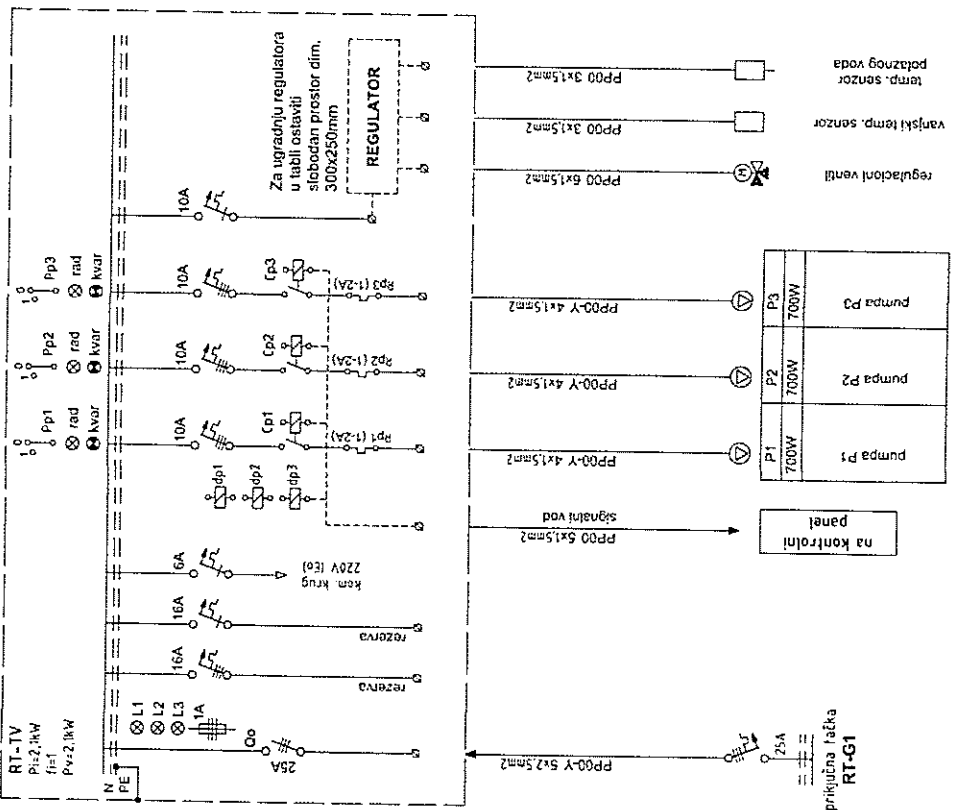 RT-TV
Pi=2,1kW
fi=1
Pv=2,1kW
N
PE
L1
L2
L3
1A
Qo
25A
16A
rezerva
16A
rezerva
6A
kom. krug
220V (Eo)
dp1
dp2
dp3
1
Pp1
rad
kvar
10A
Cp1
Rp1 (1-2A)
1
Pp2
rad
kvar
10A
Cp2
Rp2 (1-2A)
1
Pp3
rad
kvar
10A
Cp3
Rp3 (1-2A)
10A
Za ugradnju regulatora
u tabli ostaviti
slobodan prostor dim.
300x250mm
REGULATOR
PP00-Y 5x2,5mm2
25A
priključna tačka
RT-G1
PP00 5x1,5mm2
signalni vod
na kontrolni
panel
PP00-Y 4x1,5mm2
PP00-Y 4x1,5mm2
PP00-Y 4x1,5mm2
P1
P2
P3
700W
700W
700W
pumpa P1
pumpa P2
pumpa P3
PP00 6x1,5mm2
M
regulacioni ventil
PP00 3x1,5mm2
vanjski temp. senzor
PP00 3x1,5mm2
temp. senzor
polaznog voda